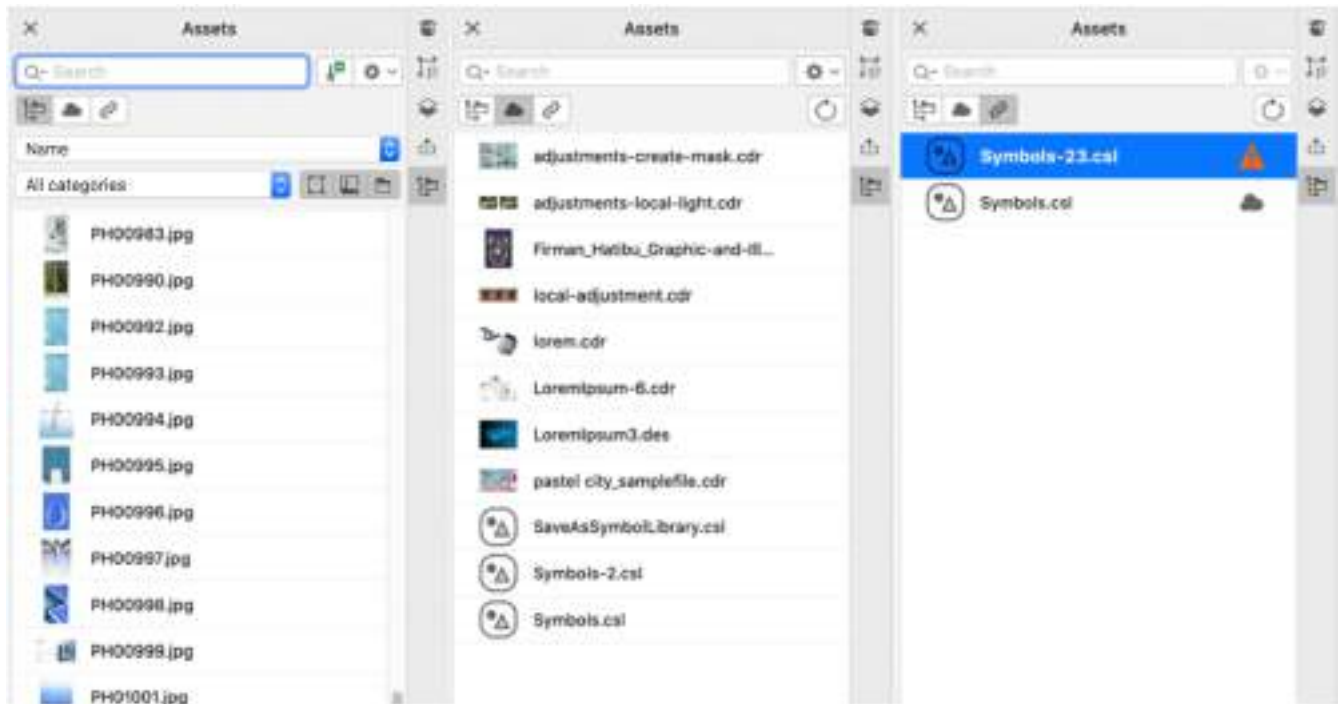 Assets
Search
Name
All categories
PH00983.jpg
PH00990.jpg
PH00992.jpg
PH00993.jpg
PH00994.jpg
PH00995.jpg
PH00996.jpg
PH00997.jpg
PH00998.jpg
PH00999.jpg
PH01001.jpg
Assets
Search
adjustments-create-mask.cdr
adjustments-local-light.cdr
Firman_Hatibu_Graphic-and-Ill...
local-adjustment.cdr
lorem.cdr
LoremIpsum-6.cdr
LoremIpsum3.des
pastel city_samplefile.cdr
SaveAsSymbolLibrary.csl
Symbols-2.csl
Symbols.csl
Assets
Search
Symbols-23.csl
Symbols.csl